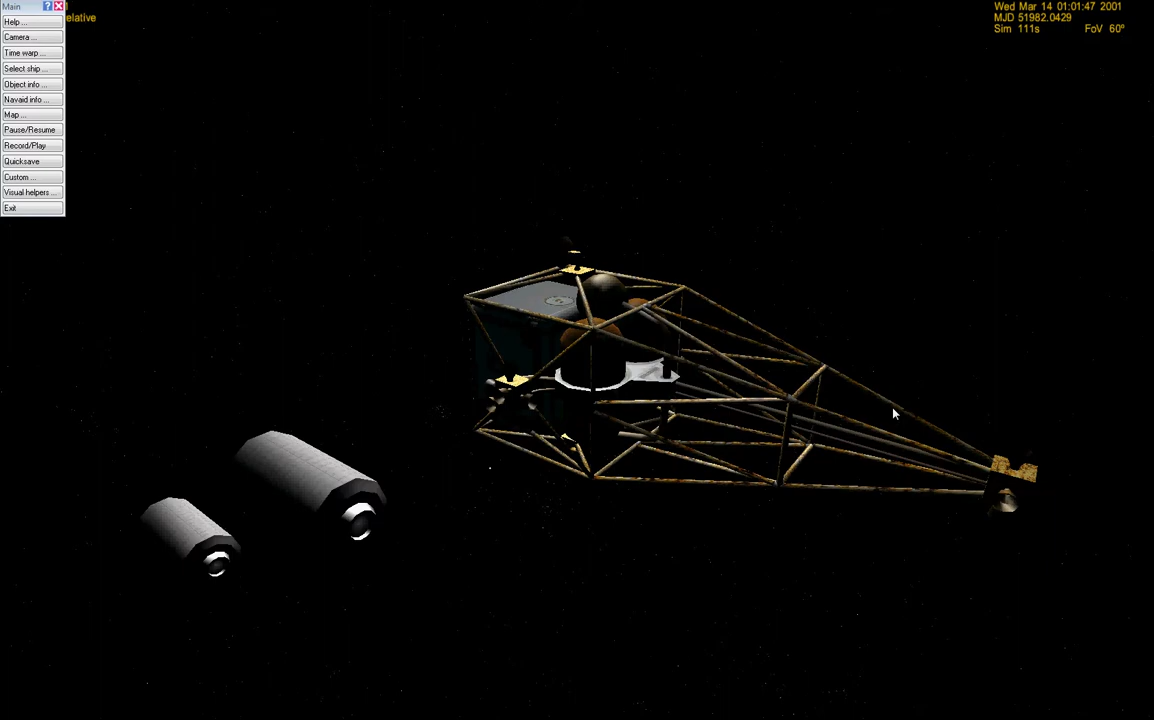 Main ?
elative
Help ...
Camera ...
Time warp ...
Select ship ...
Object info ...
Navaid info ...
Map ...
Pause/Resume
Record/Play
Quicksave
Custom ...
Visual helpers ...
Exit
Wed Mar 14 01:01:47 2001
MJD 51982.0429
Sim 111s FoV 60°